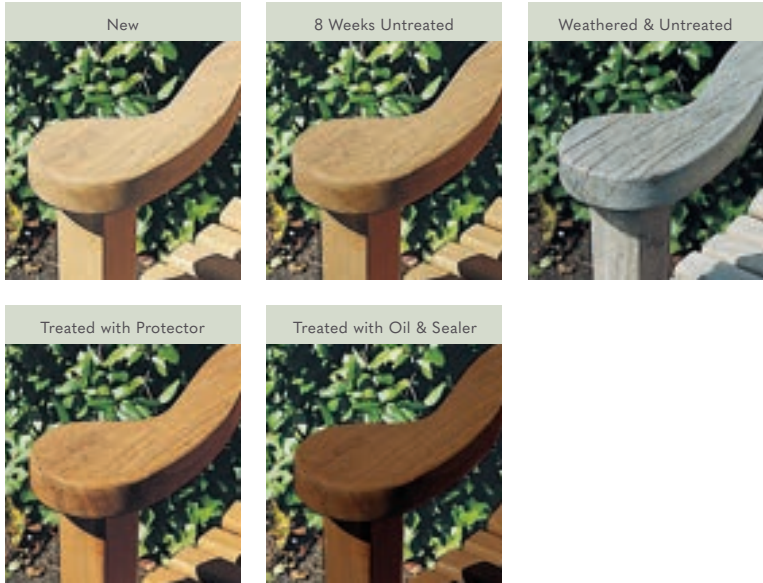 New
8 Weeks Untreated
Weathered & Untreated
Treated with Protector
Treated with Oil & Sealer